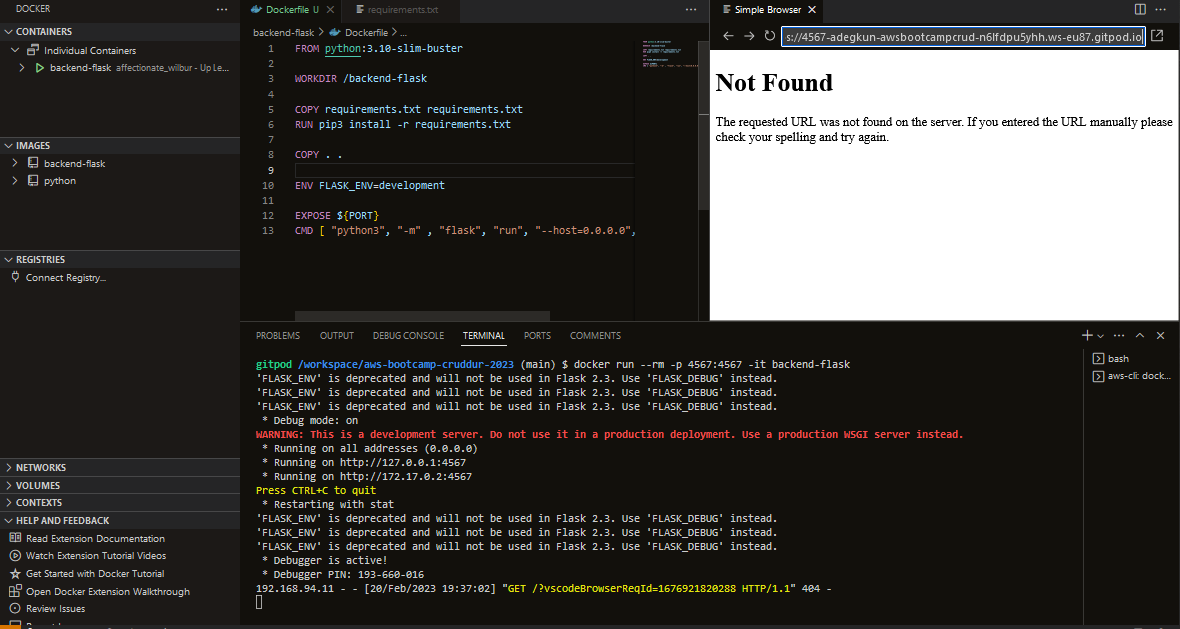 DOCKER
CONTAINERS
Individual Containers
backend-flask affectionate_wilbur - Up Le...
IMAGES
backend-flask
python
REGISTRIES
Connect Registry...
NETWORKS
VOLUMES
CONTEXTS
HELP AND FEEDBACK
Read Extension Documentation
Watch Extension Tutorial Videos
Get Started with Docker Tutorial
Open Docker Extension Walkthrough
Review Issues
Dockerfile U
requirements.txt
backend-flask > Dockerfile > ...
1 FROM python:3.10-slim-buster
2
3 WORKDIR /backend-flask
4
5 COPY requirements.txt requirements.txt
6 RUN pip3 install -r requirements.txt
7
8 COPY . .
9
10 ENV FLASK_ENV=development
11
12 EXPOSE ${PORT}
13 CMD [ "python3", "-m" , "flask", "run", "--host=0.0.0.0",
Simple Browser
s://4567-adegkun-awsbootcampcrud-n6lfdpu5yhh.ws-eu87.gitpod.io
Not Found
The requested URL was not found on the server. If you entered the URL manually please
check your spelling and try again.
PROBLEMS OUTPUT DEBUG CONSOLE TERMINAL PORTS COMMENTS
gitpod /workspace/aws-bootcamp-cruddur-2023 (main) $ docker run --rm -p 4567:4567 -it backend-flask
'FLASK_ENV' is deprecated and will not be used in Flask 2.3. Use 'FLASK_DEBUG' instead.
'FLASK_ENV' is deprecated and will not be used in Flask 2.3. Use 'FLASK_DEBUG' instead.
'FLASK_ENV' is deprecated and will not be used in Flask 2.3. Use 'FLASK_DEBUG' instead.
* Debug mode: on
WARNING: This is a development server. Do not use it in a production deployment. Use a production WSGI server instead.
* Running on all addresses (0.0.0.0)
* Running on http://127.0.0.1:4567
* Running on http://172.17.0.2:4567
Press CTRL+C to quit
* Restarting with stat
'FLASK_ENV' is deprecated and will not be used in Flask 2.3. Use 'FLASK_DEBUG' instead.
'FLASK_ENV' is deprecated and will not be used in Flask 2.3. Use 'FLASK_DEBUG' instead.
'FLASK_ENV' is deprecated and will not be used in Flask 2.3. Use 'FLASK_DEBUG' instead.
* Debugger is active!
* Debugger PIN: 193-660-016
192.168.94.11 - - [20/Feb/2023 19:37:02] "GET /?vscodeBrowserReqId=1676921820288 HTTP/1.1" 404 -
bash
aws-cli: dock...